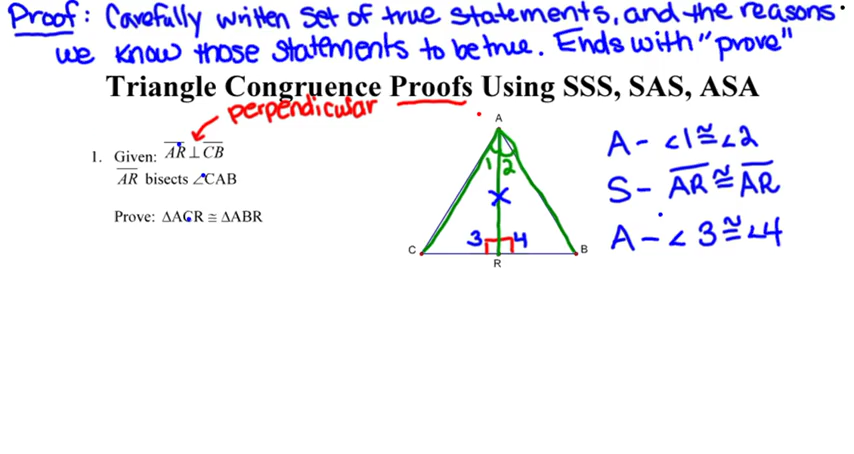 Proof: Carefully written set of true statements, and the reasons
we know those statements to be true. Ends with "prove"
Triangle Congruence Proofs Using SSS, SAS, ASA
perpendicular
1. Given: AR ⊥ CB
AR bisects ∠CAB
Prove: ΔACR ≅ ΔABR
A
1 2
x
3 4
C
B
R
A - ∠1 ≅ ∠2
S - AR ≅ AR
A - ∠3 ≅ ∠4